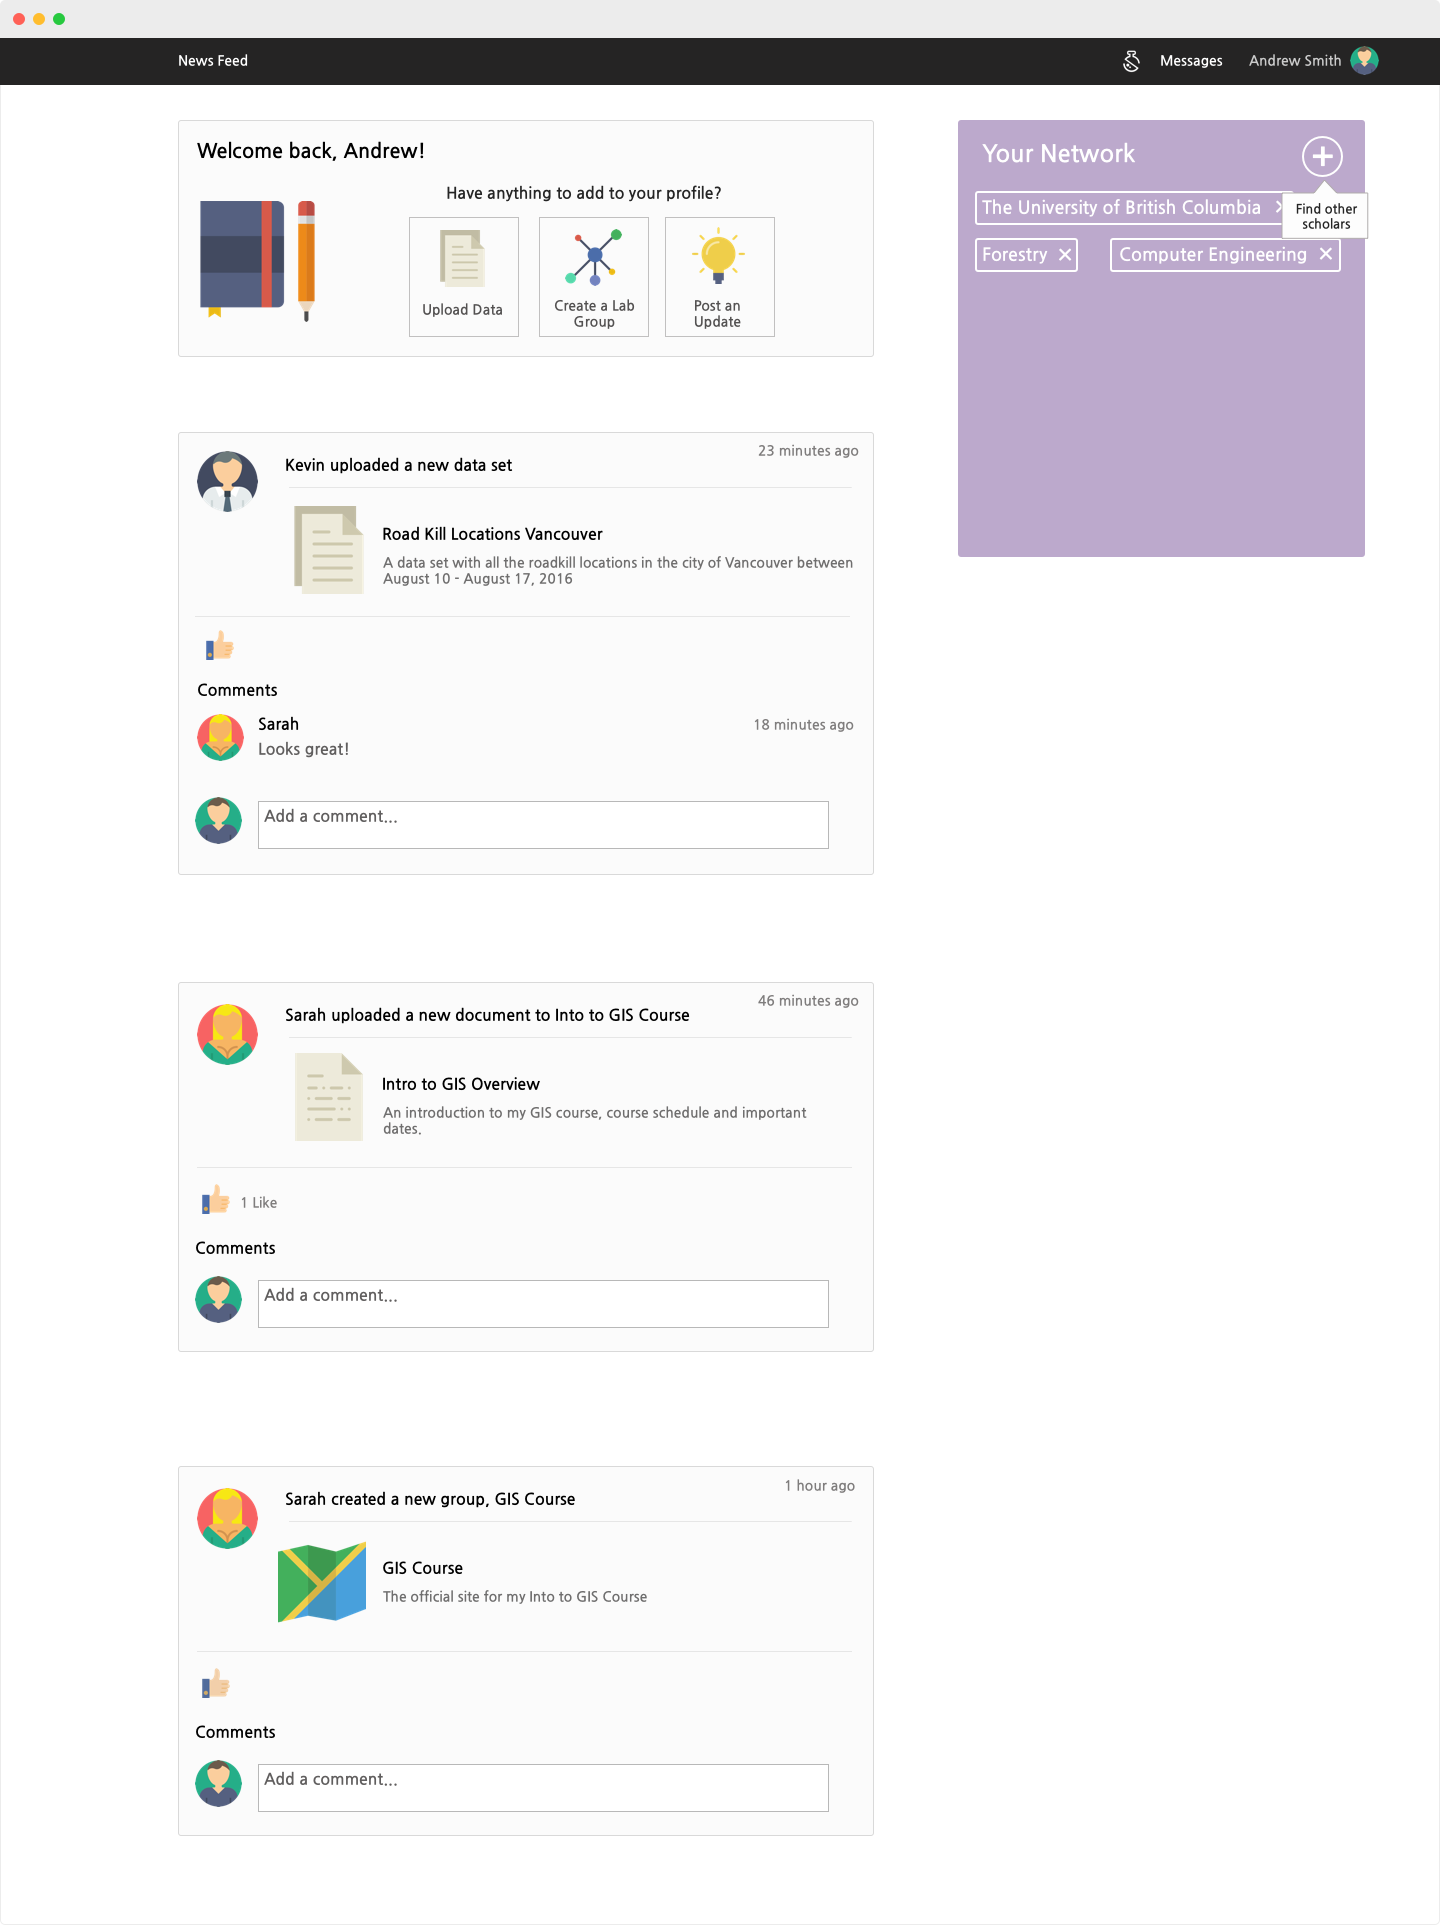 News Feed
Messages
Andrew Smith
Welcome back, Andrew!
Have anything to add to your profile?
Upload Data
Create a Lab
Group
Post an
Update
Your Network
The University of British Columbia
Find other
scholars
Forestry
Computer Engineering
23 minutes ago
Kevin uploaded a new data set
Road Kill Locations Vancouver
A data set with all the roadkill locations in the city of Vancouver between
August 10 - August 17, 2016
Comments
Sarah
18 minutes ago
Looks great!
Add a comment...
46 minutes ago
Sarah uploaded a new document to Into to GIS Course
Intro to GIS Overview
An introduction to my GIS course, course schedule and important
dates.
1 Like
Comments
Add a comment...
1 hour ago
Sarah created a new group, GIS Course
GIS Course
The official site for my Into to GIS Course
Comments
Add a comment...